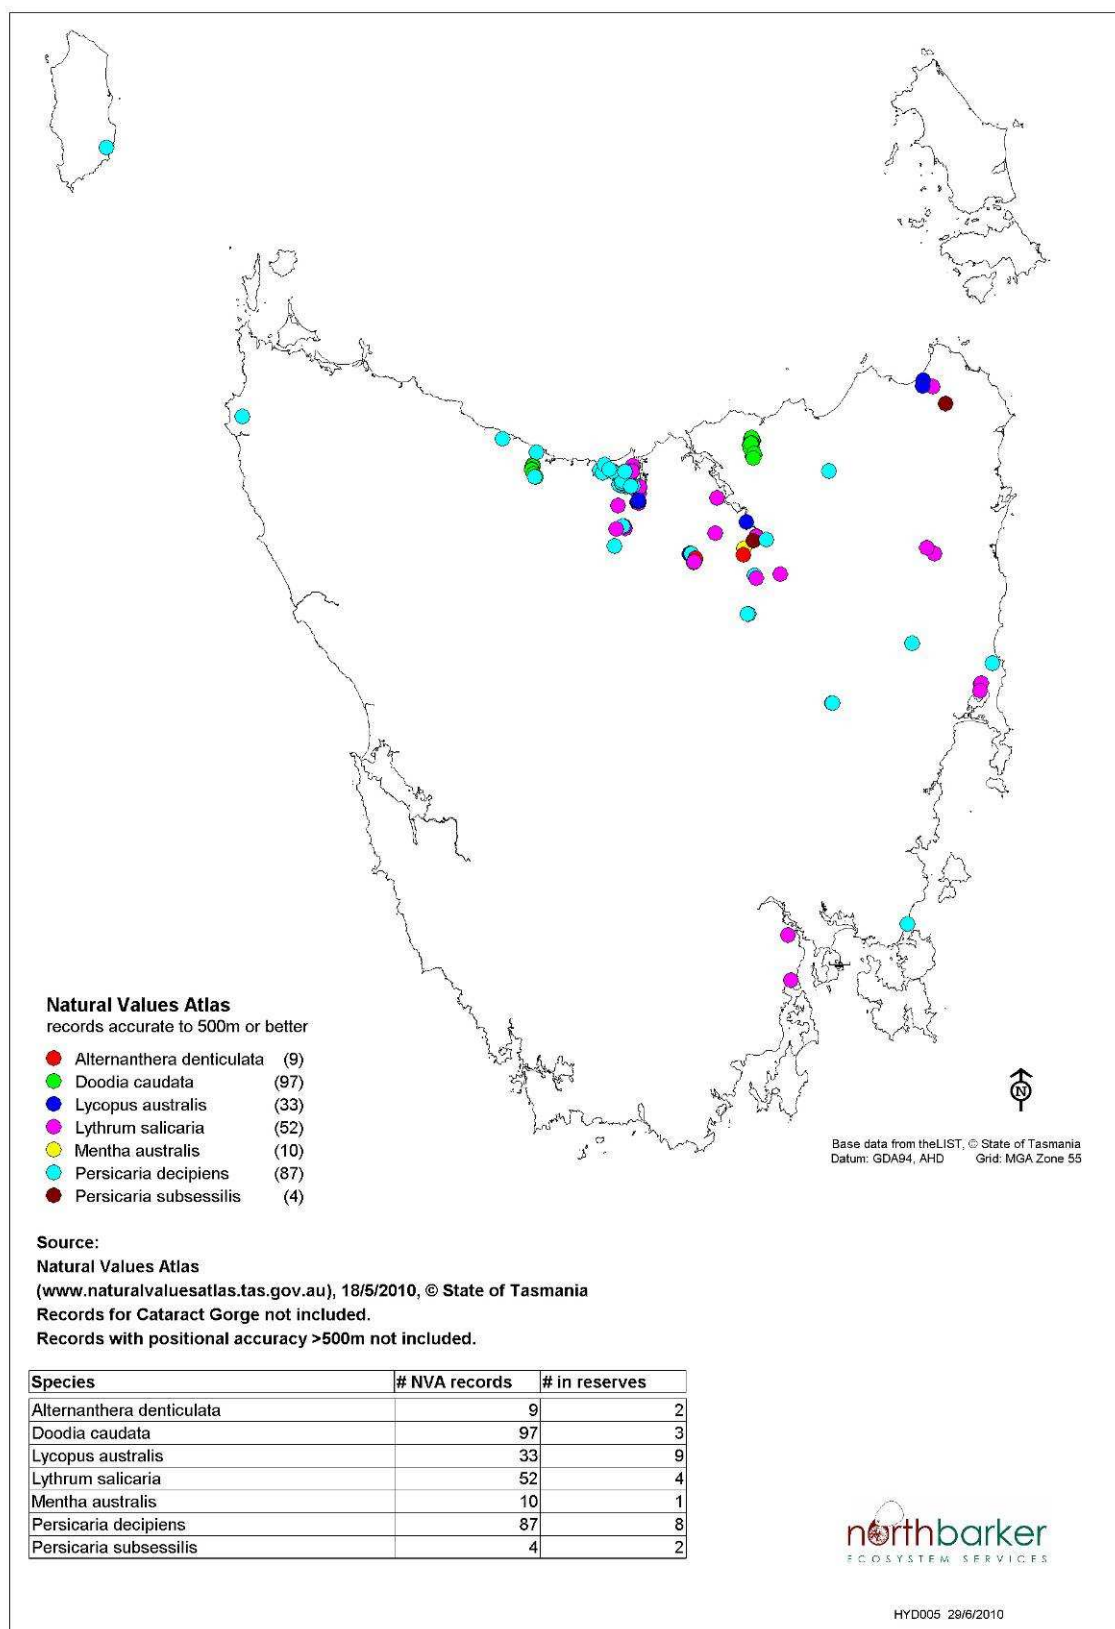 Natural Values Atlas
records accurate to 500m or better
Alternanthera denticulata (9)
Doodia caudata (97)
Lycopus australis (33)
Lythrum salicaria (52)
Mentha australis (10)
Persicaria decipiens (87)
Persicaria subsessilis (4)
N
Base data from theLIST, © State of Tasmania
Datum: GDA94, AHD Grid: MGA Zone 55
Source:
Natural Values Atlas
(www.naturalvaluesatlas.tas.gov.au), 18/5/2010, © State of Tasmania
Records for Cataract Gorge not included.
Records with positional accuracy >500m not included.
Species # NVA records # in reserves
Alternanthera denticulata 9 2
Doodia caudata 97 3
Lycopus australis 33 9
Lythrum salicaria 52 4
Mentha australis 10 1
Persicaria decipiens 87 8
Persicaria subsessilis 4 2
northbarker
ECOSYSTEM SERVICES
HYD005 29/6/2010